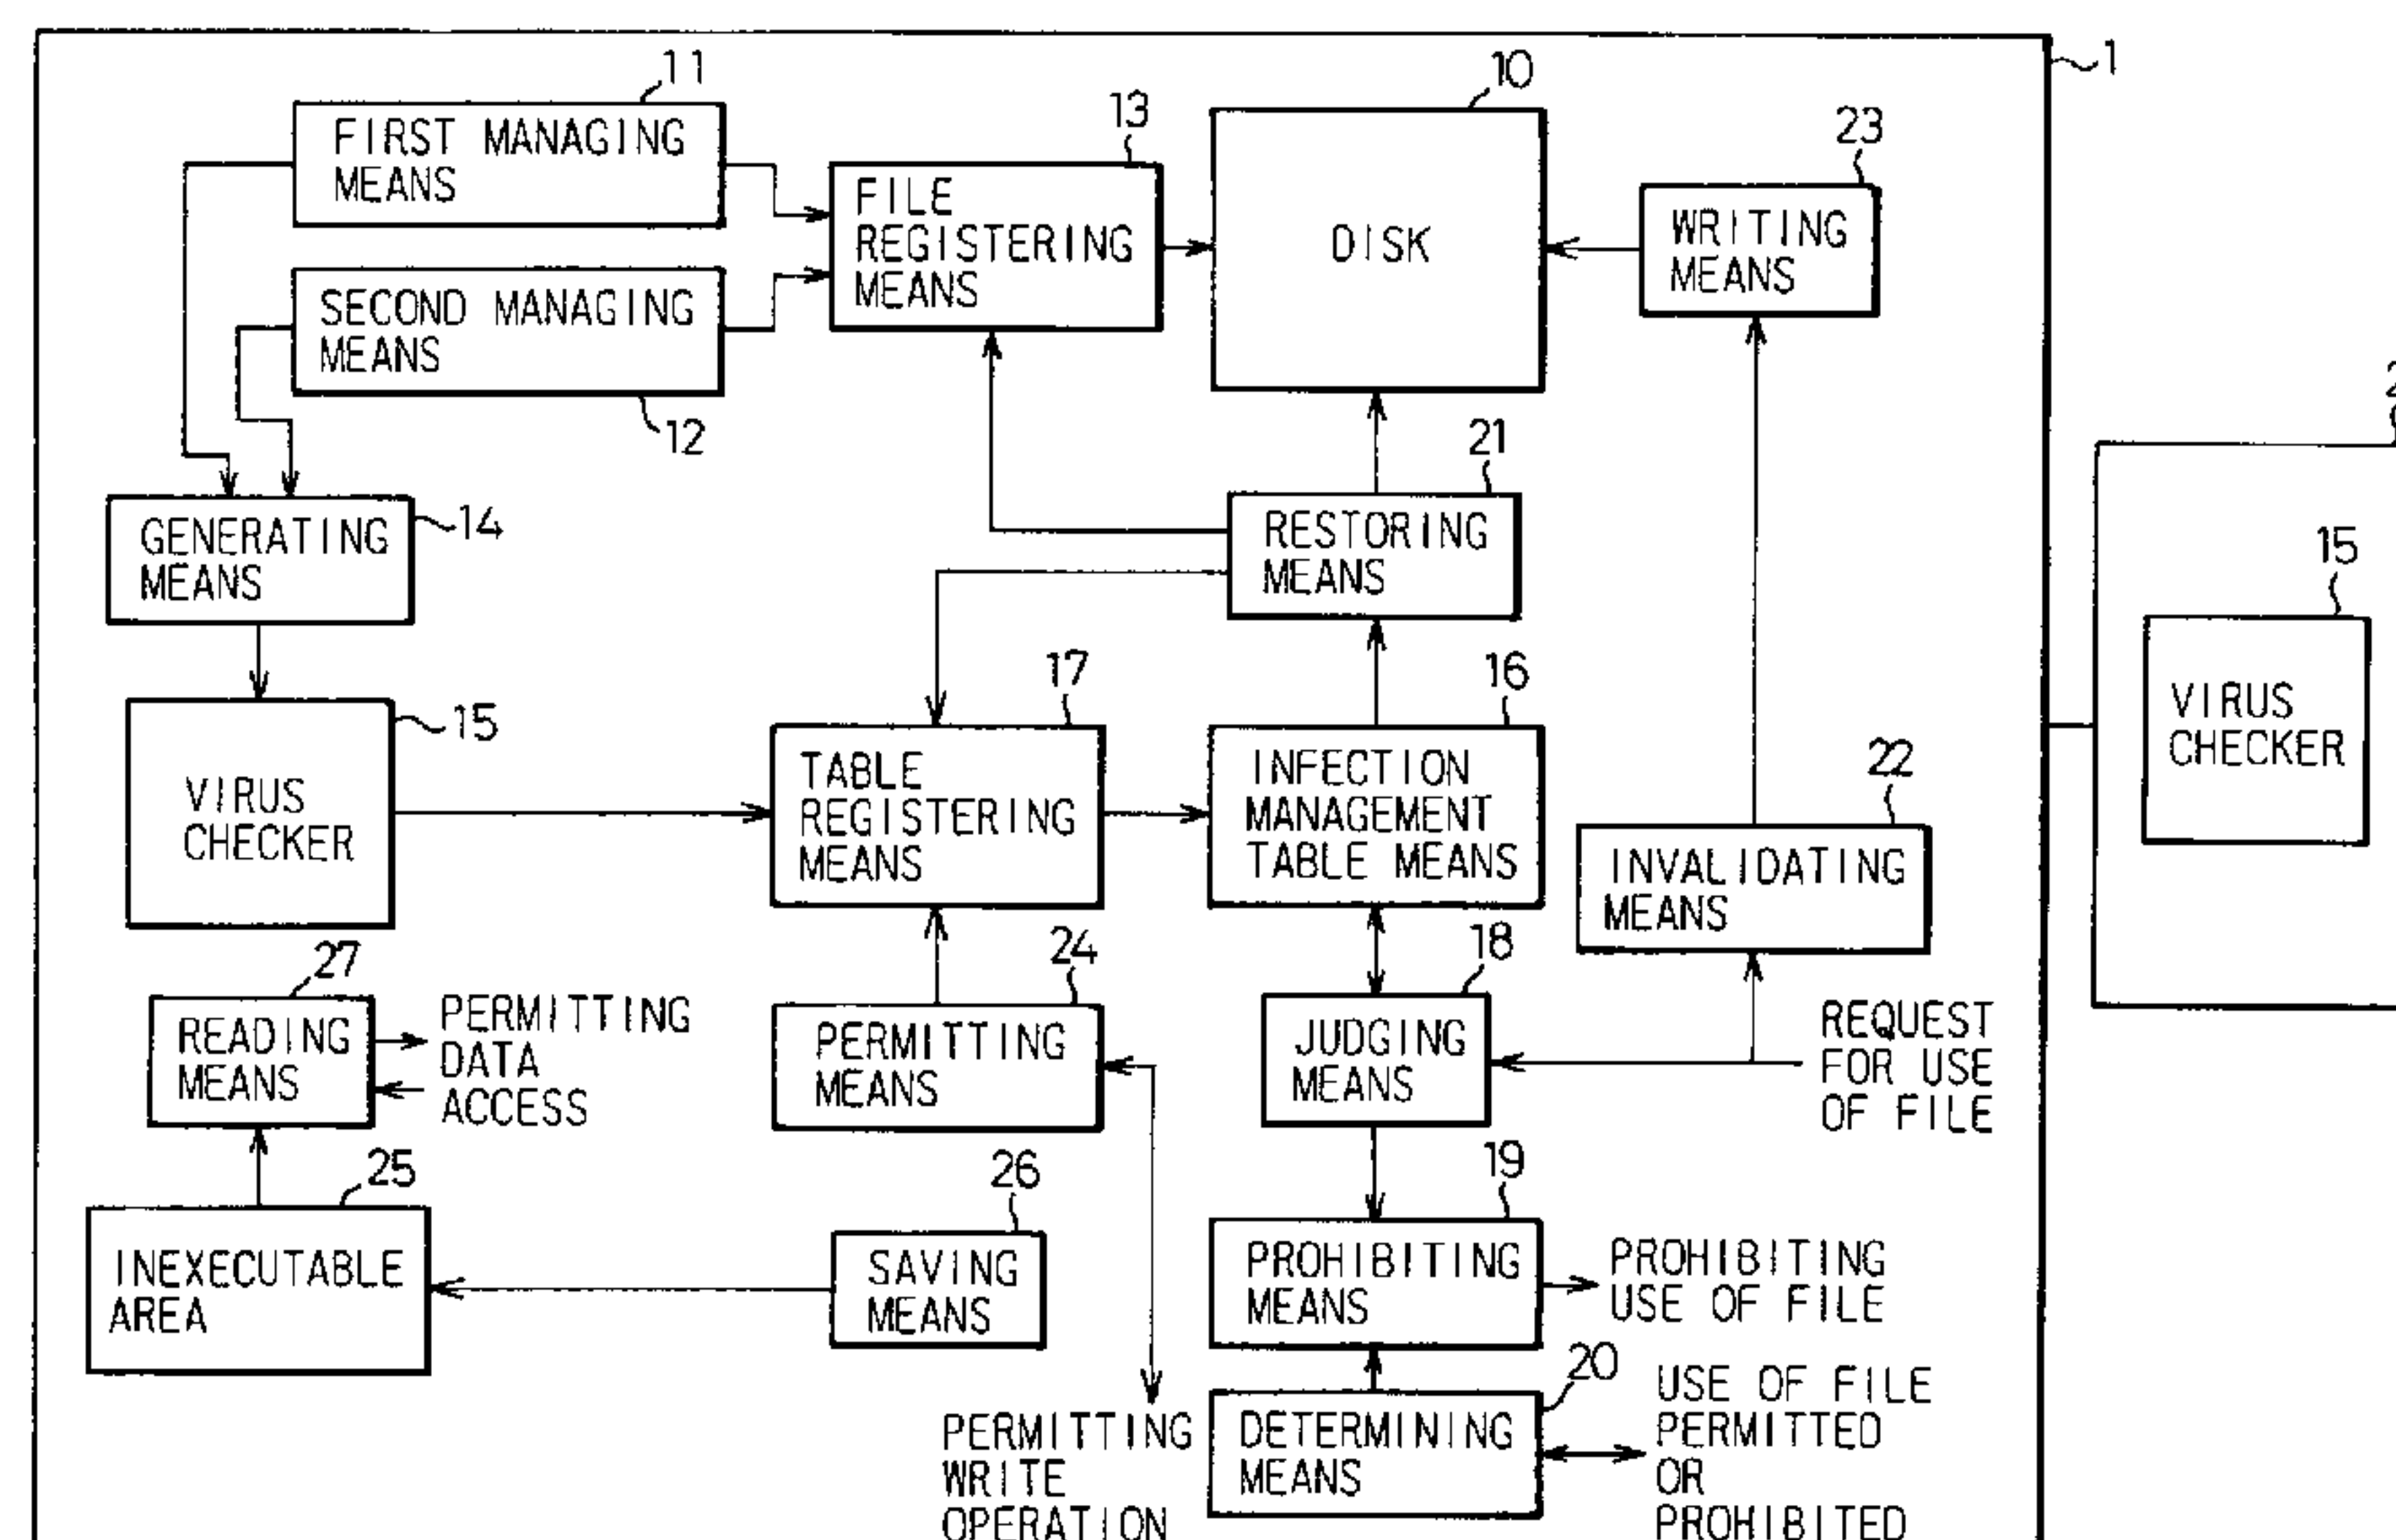 1
11
FIRST MANAGING
MEANS
13
FILE
REGISTERING
MEANS
10
DISK
23
WRITING
MEANS
SECOND MANAGING
MEANS
12
14
GENERATING
MEANS
21
RESTORING
MEANS
15
VIRUS
CHECKER
17
TABLE
REGISTERING
MEANS
16
INFECTION
MANAGEMENT
TABLE MEANS
22
INVALIDATING
MEANS
2
15
VIRUS
CHECKER
27
READING
MEANS
PERMITTING
DATA
ACCESS
24
PERMITTING
MEANS
18
JUDGING
MEANS
REQUEST
FOR USE
OF FILE
25
INEXECUTABLE
AREA
26
SAVING
MEANS
19
PROHIBITING
MEANS
PROHIBITING
USE OF FILE
PERMITTING
WRITE
OPERATION
20
DETERMINING
MEANS
USE OF FILE
PERMITTED
OR
PROHIBITED